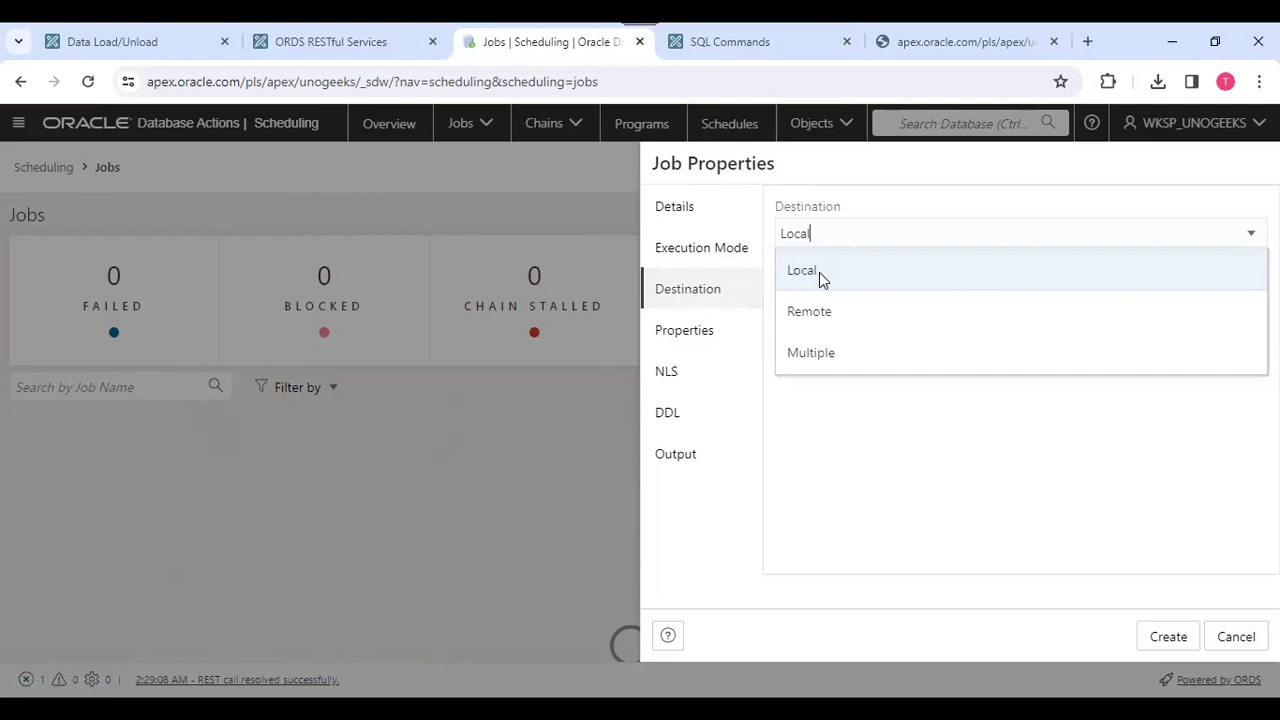 Data Load/Unload
ORDS RESTful Services
Jobs | Scheduling | Oracle Da
SQL Commands
apex.oracle.com/pls/apex/u
apex.oracle.com/pls/apex/unogeeks/_sdw/?nav=scheduling&scheduling=jobs
T
ORACLE Database Actions | Scheduling
Overview
Jobs
Chains
Programs
Schedules
Objects
Search Database (Ctrl...
WKSP_UNOGEEKS
Scheduling > Jobs
Jobs
0
FAILED
0
BLOCKED
0
CHAIN STALLED
Search by Job Name
Filter by
Job Properties
Details
Execution Mode
Destination
Properties
NLS
DDL
Output
Destination
Local
Local
Remote
Multiple
Create
Cancel
1 0 0 2:29:08 AM - REST call resolved successfully.
Powered by ORDS